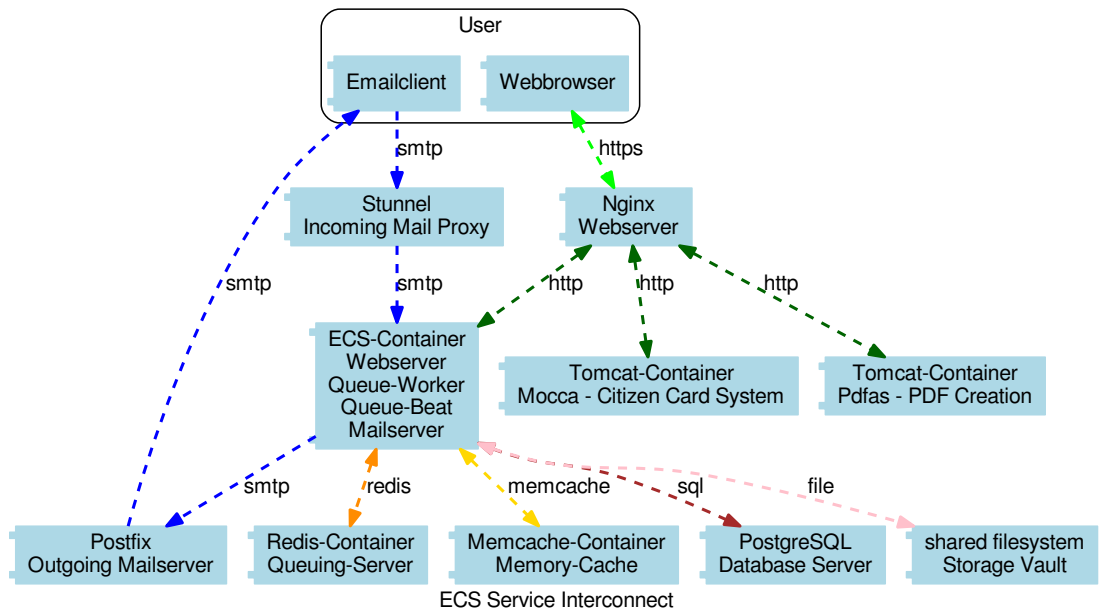 User
Emailclient
Webbrowser
smtp
https
Stunnel
Incoming Mail Proxy
Nginx
Webserver
smtp
smtp
http
http
http
ECS-Container
Webserver
Queue-Worker
Queue-Beat
Mailserver
Tomcat-Container
Mocca - Citizen Card System
Tomcat-Container
Pdfas - PDF Creation
smtp
redis
memcache
sql
file
Postfix
Outgoing Mailserver
Redis-Container
Queuing-Server
Memcache-Container
Memory-Cache
PostgreSQL
Database Server
shared filesystem
Storage Vault
ECS Service Interconnect